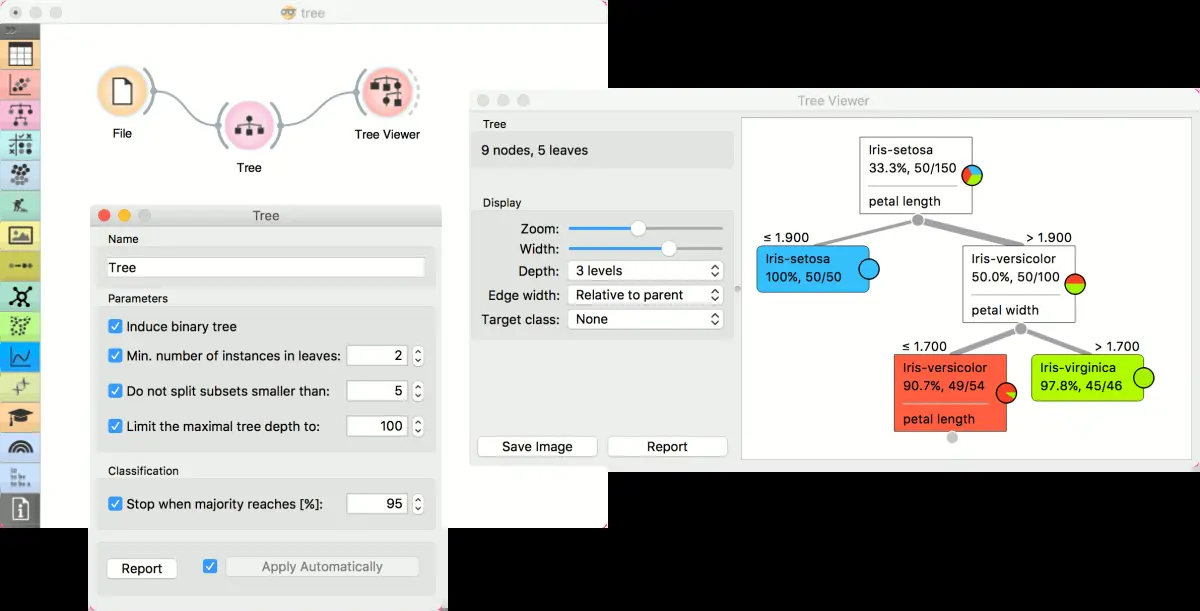 tree
File
Tree
Tree Viewer
Tree
Name
Tree
Parameters
Induce binary tree
Min. number of instances in leaves: 2
Do not split subsets smaller than: 5
Limit the maximal tree depth to: 100
Classification
Stop when majority reaches [%]: 95
Report
Apply Automatically
Tree Viewer
Tree
9 nodes, 5 leaves
Display
Zoom:
Width:
Depth: 3 levels
Edge width: Relative to parent
Target class: None
Save Image
Report
Iris-setosa
33.3%, 50/150
petal length
≤ 1.900
> 1.900
Iris-setosa
100%, 50/50
Iris-versicolor
50.0%, 50/100
petal width
≤ 1.700
> 1.700
Iris-versicolor
90.7%, 49/54
petal length
Iris-virginica
97.8%, 45/46